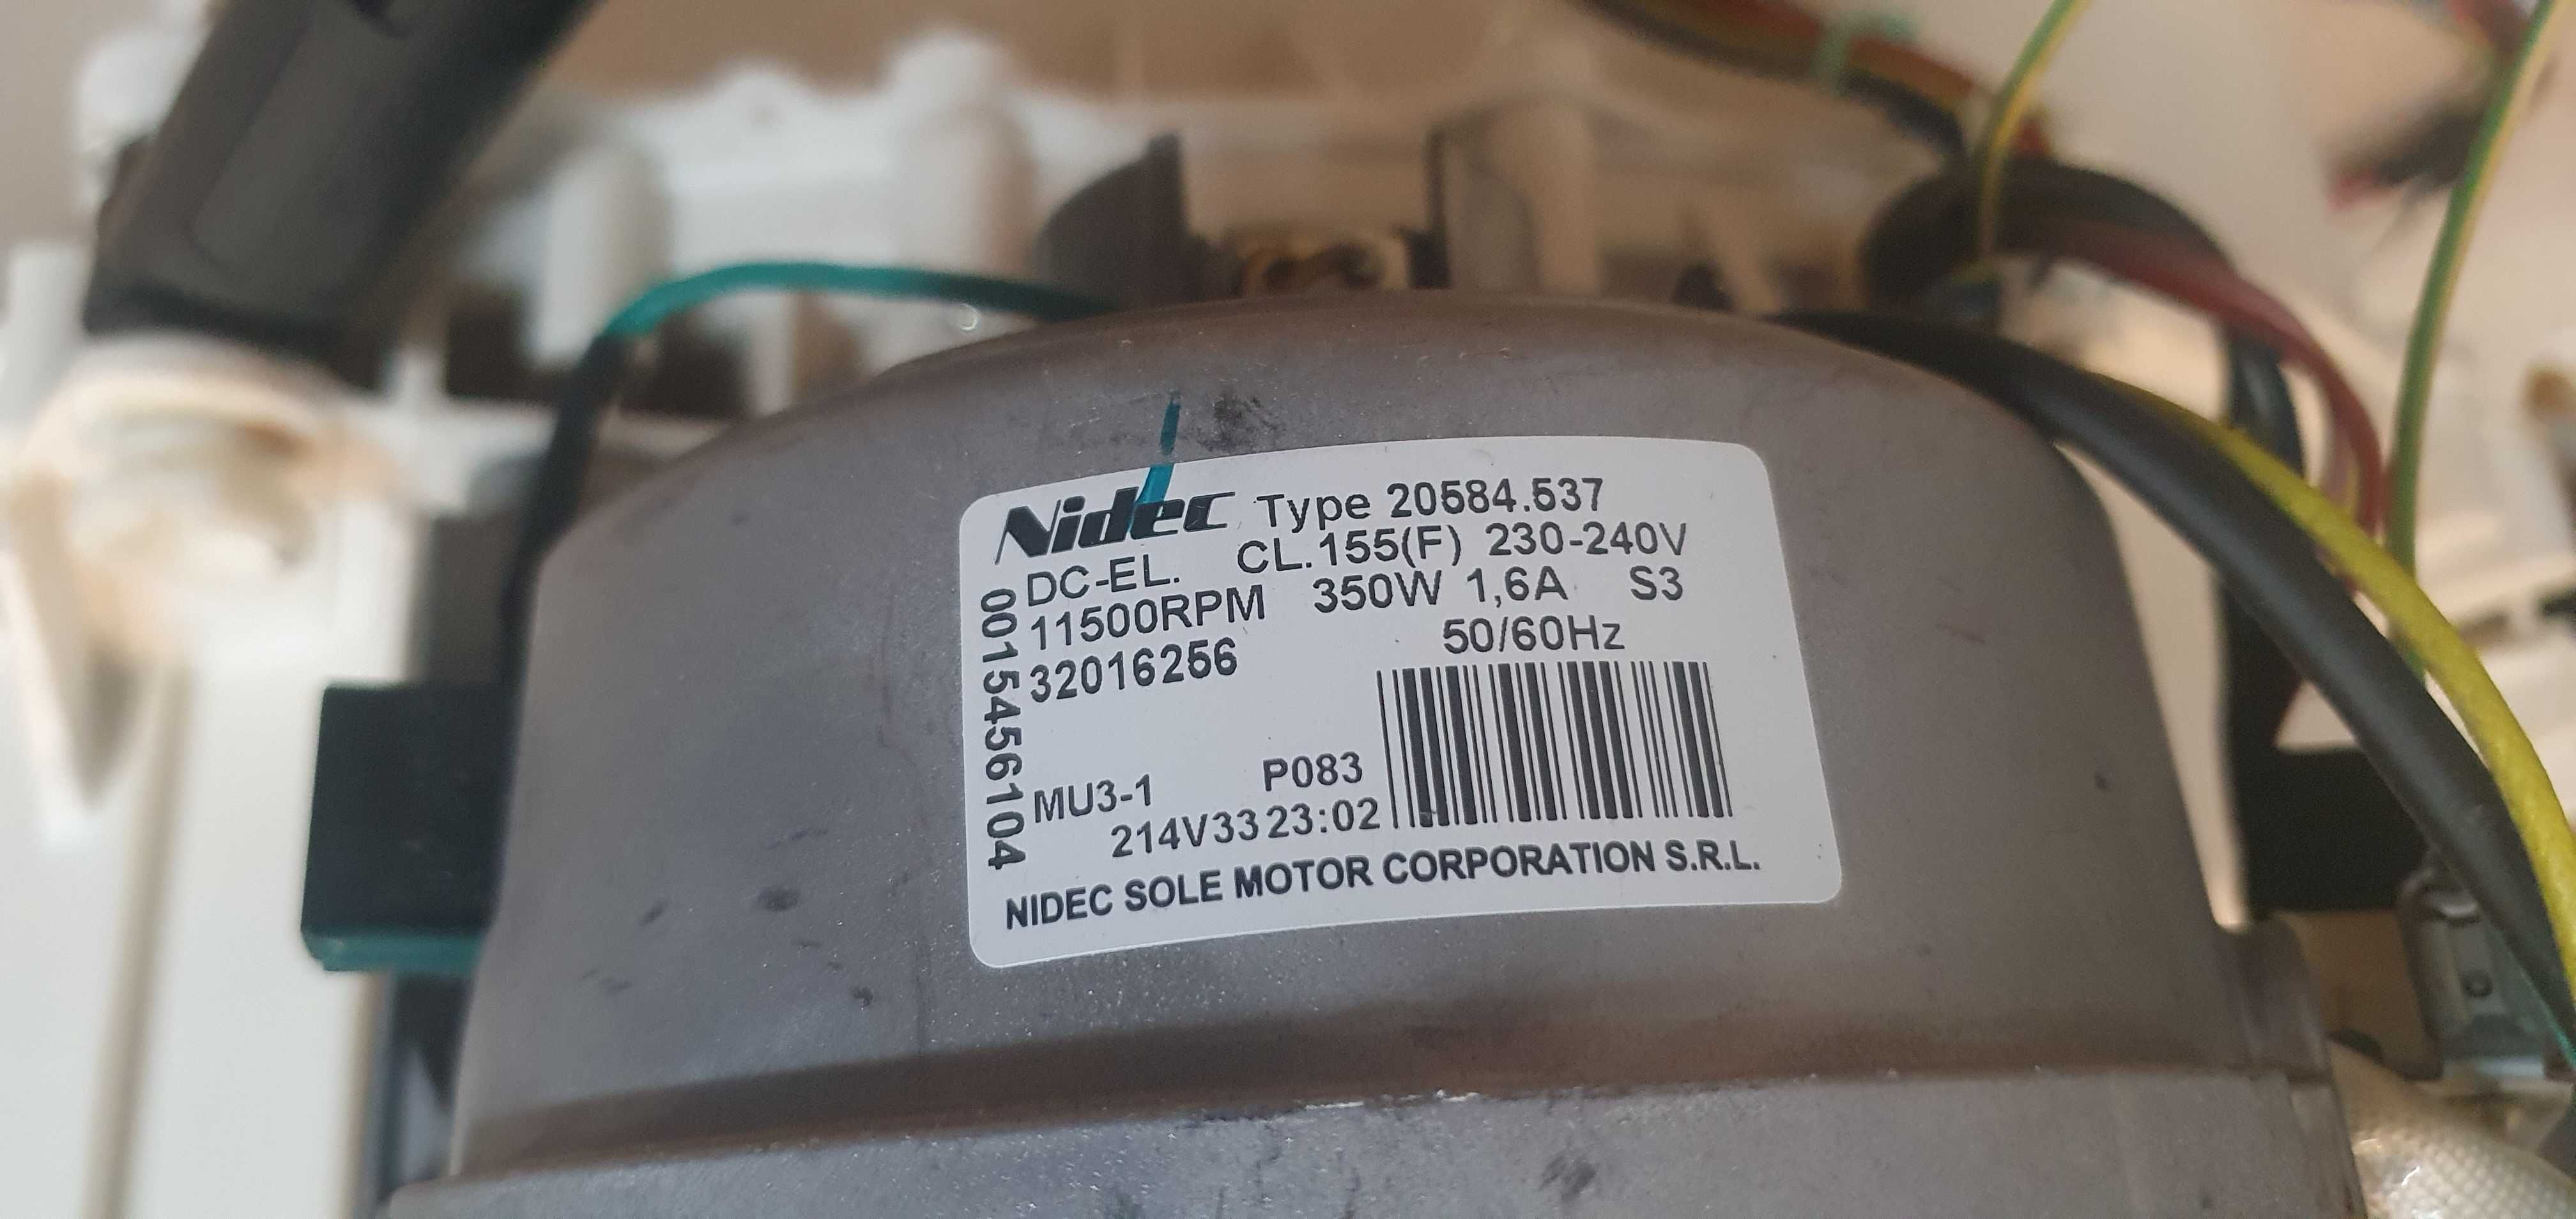 Nidec Type 20584.537
DC-EL. CL.155(F) 230-240V
11500RPM 350W 1,6A S3
32016256 50/60Hz
001545456104
MU3-1 P083
214V33 23:02
NIDEC SOLE MOTOR CORPORATION S.R.L.